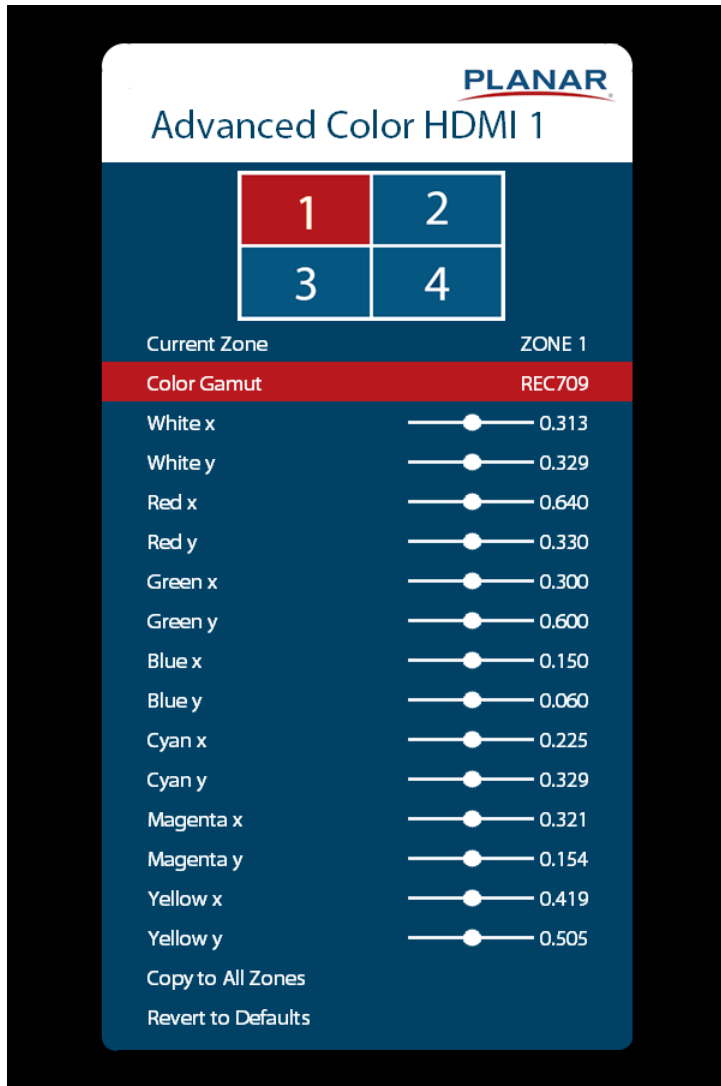 PLANAR
Advanced Color HDMI 1
1 2
3 4
Current Zone ZONE 1
Color Gamut REC709
White x 0.313
White y 0.329
Red x 0.640
Red y 0.330
Green x 0.300
Green y 0.600
Blue x 0.150
Blue y 0.060
Cyan x 0.225
Cyan y 0.329
Magenta x 0.321
Magenta y 0.154
Yellow x 0.419
Yellow y 0.505
Copy to All Zones
Revert to Defaults